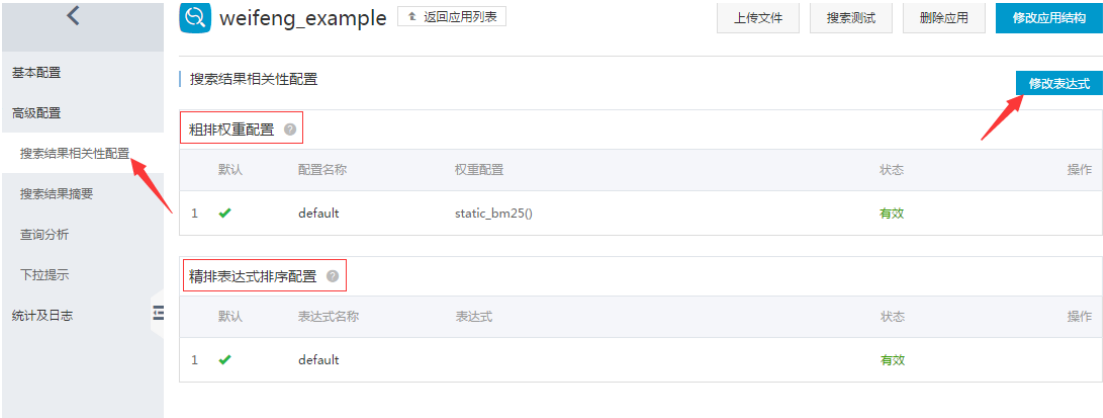 weifeng_example 返回应用列表 上传文件 搜索测试 删除应用 修改应用结构
基本配置
高级配置
搜索结果相关性配置
搜索结果摘要
查询分析
下拉提示
统计及日志
搜索结果相关性配置 修改表达式
粗排权重配置 ?
默认 配置名称 权重配置 状态 操作
1 default static_bm25() 有效
精排表达式排序配置 ?
默认 表达式名称 表达式 状态 操作
1 default 有效